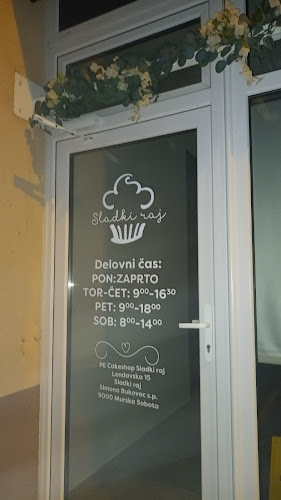 Sladki raj
Delovni čas:
PON:ZAPRTO
TOR-ČET: 9⁰⁰-16³⁰
PET: 9⁰⁰-18⁰⁰
SOB: 8⁰⁰-14⁰⁰
PE Cakeshop Sladki raj
Lendavska 15
Sladki raj
Simona Bukovec s.p.
9000 Murska Sobota